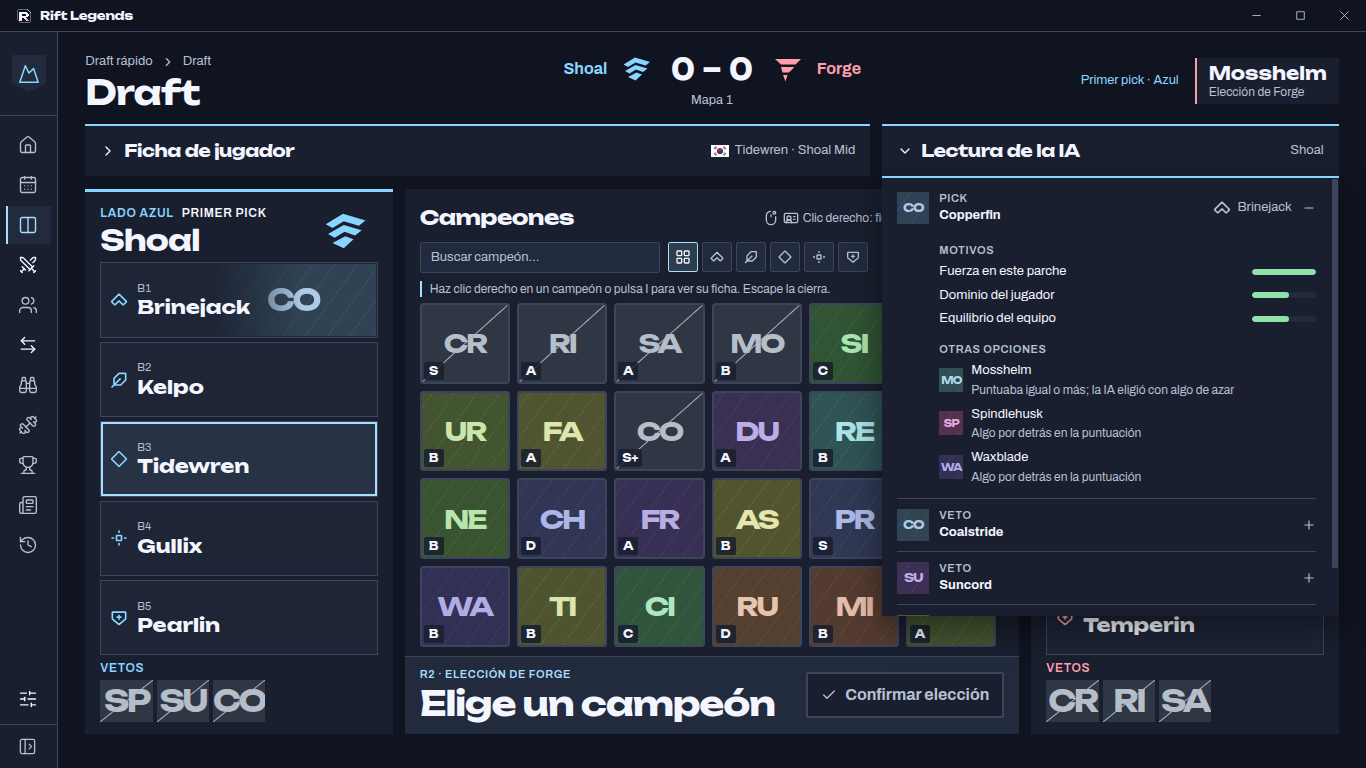 Rift Legends
Draft rápido > Draft
Draft
Shoal
0 – 0
Forge
Mapa 1
Primer pick · Azul
Mosshelm
Elección de Forge
Ficha de jugador
Tidewren · Shoal Mid
Lectura de la IA
Shoal
LADO AZUL PRIMER PICK
Shoal
B1
Brinejack
CO
B2
Kelpo
B3
Tidewren
B4
Gullix
B5
Pearlin
VETOS
SP SU CO
Campeones
Clic derecho: fi
Buscar campeón...
Haz clic derecho en un campeón o pulsa I para ver su ficha. Escape la cierra.
CR RI SA MO SI
S A A B C
UR FA CO DU RE
B A S+ A B
NE CH FR AS PR
B D A B S
WA TI CI RU MI
B B C D B A
R2 · ELECCIÓN DE FORGE
Elige un campeón
Confirmar elección
CO
PICK
Copperfin
Brinejack
MOTIVOS
Fuerza en este parche
Dominio del jugador
Equilibrio del equipo
OTRAS OPCIONES
MO
Mosshelm
Puntuaba igual o más; la IA eligió con algo de azar
SP
Spindlehusk
Algo por detrás en la puntuación
WA
Waxblade
Algo por detrás en la puntuación
CO
VETO
Coalstride
SU
VETO
Suncord
Temperin
VETOS
CR RI SA